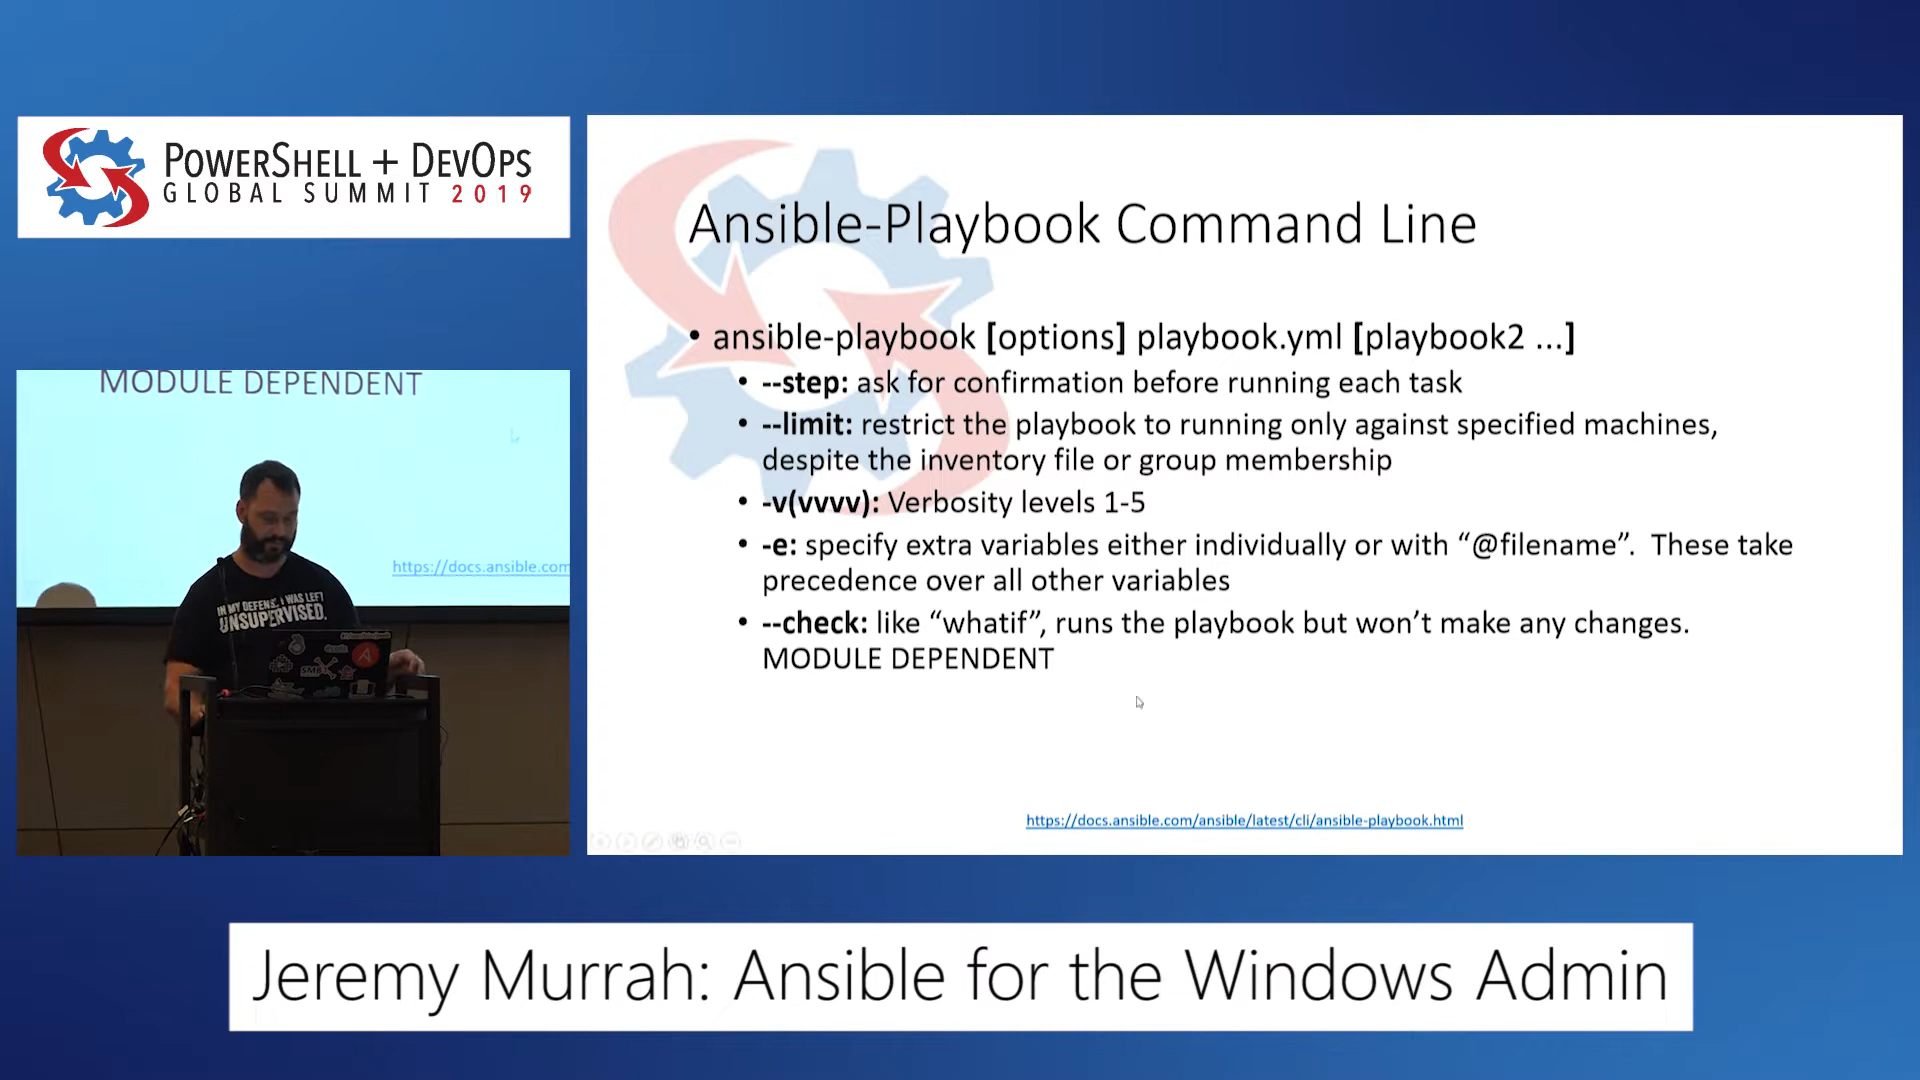 POWERSHELL + DEVOPS
GLOBAL SUMMIT 2019
MODULE DEPENDENT
https://docs.ansible.com
IN MY DEFENSE, I WAS LEFT
UNSUPERVISED.
Ansible-Playbook Command Line
• ansible-playbook [options] playbook.yml [playbook2 ...]
• --step: ask for confirmation before running each task
• --limit: restrict the playbook to running only against specified machines,
despite the inventory file or group membership
• -v(vvvv): Verbosity levels 1-5
• -e: specify extra variables either individually or with “@filename”.  These take
precedence over all other variables
• --check: like “whatif”, runs the playbook but won’t make any changes.
MODULE DEPENDENT
https://docs.ansible.com/ansible/latest/cli/ansible-playbook.html
Jeremy Murrah: Ansible for the Windows Admin